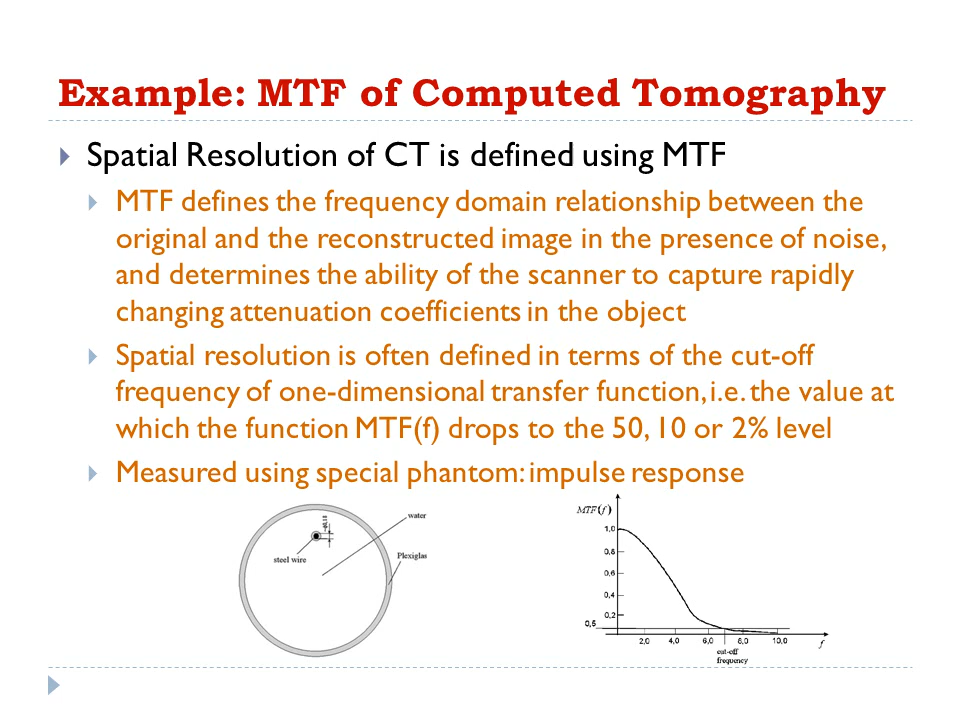 Example: MTF of Computed Tomography
Spatial Resolution of CT is defined using MTF
MTF defines the frequency domain relationship between the
original and the reconstructed image in the presence of noise,
and determines the ability of the scanner to capture rapidly
changing attenuation coefficients in the object
Spatial resolution is often defined in terms of the cut-off
frequency of one-dimensional transfer function, i.e. the value at
which the function MTF(f) drops to the 50, 10 or 2% level
Measured using special phantom: impulse response
water
steel wire
Plexiglas
MTF(f)
1,0
0,8
0,6
0,4
0,2
0,5
2,0 4,0 6,0 8,0 10,0 f
cut-off
frequency